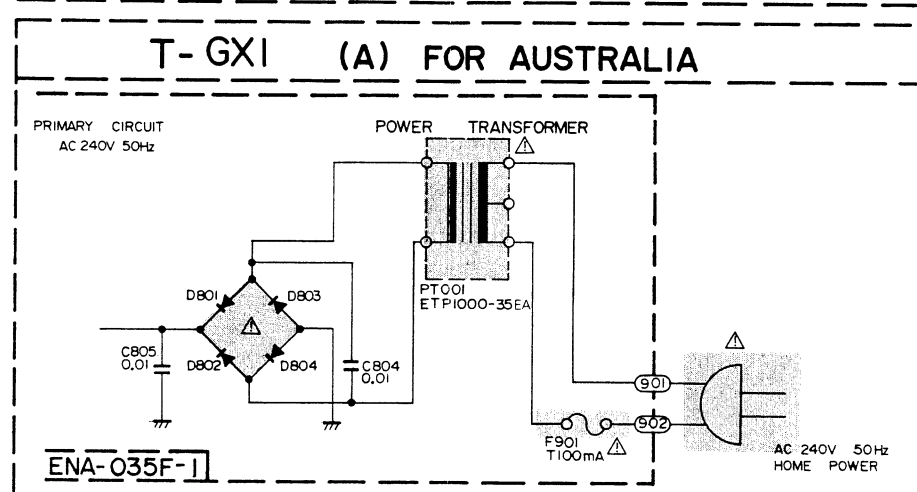 T-GX1 (A) FOR AUSTRALIA
PRIMARY CIRCUIT
AC 240V 50Hz
POWER TRANSFORMER
PT001
ETP1000-35EA
D801
D803
D802
D804
C805
0.01
C804
0.01
901
902
F901
T100mA
AC 240V 50Hz
HOME POWER
ENA-035F-1